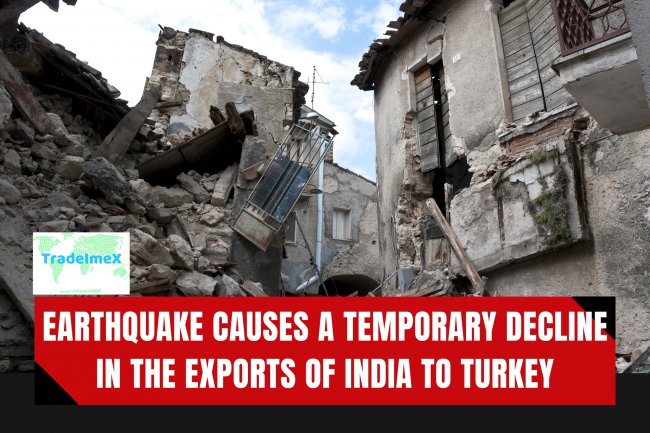 TradeImeX
EARTHQUAKE CAUSES A TEMPORARY DECLINE
IN THE EXPORTS OF INDIA TO TURKEY